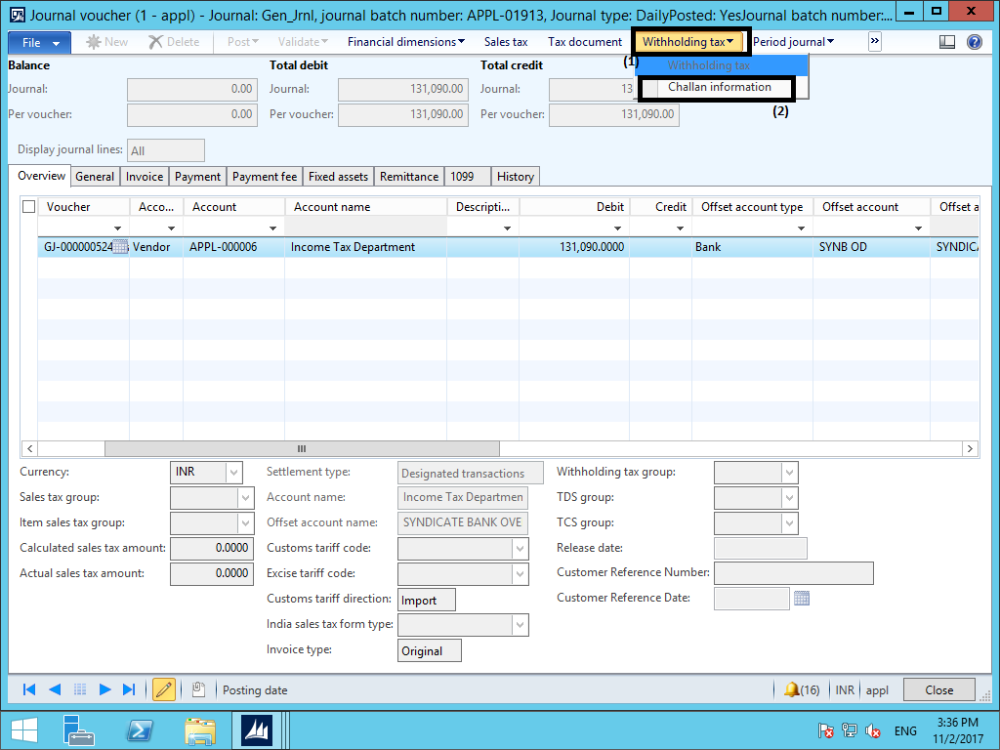 Journal voucher (1 - appl) - Journal: Gen_Jrnl, journal batch number: APPL-01913, Journal type: DailyPosted: YesJournal batch number:...
File New Delete Post Validate Financial dimensions Sales tax Tax document Withholding tax Period journal »
(1) Withholding tax
Challan information
(2)
Balance Total debit Total credit
Journal: 0.00 Journal: 131,090.00 Journal: 13
Per voucher: 0.00 Per voucher: 131,090.00 Per voucher: 131,090.00
Display journal lines: All
Overview General Invoice Payment Payment fee Fixed assets Remittance 1099 History
Voucher Acco... Account Account name Descripti... Debit Credit Offset account type Offset account Offset a
GJ-000000524 Vendor APPL-000006 Income Tax Department 131,090.0000 Bank SYNB OD SYNDICA
Currency: INR Settlement type: Designated transactions Withholding tax group:
Sales tax group: Account name: Income Tax Departmen TDS group:
Item sales tax group: Offset account name: SYNDICATE BANK OVE TCS group:
Calculated sales tax amount: 0.0000 Customs tariff code: Release date:
Actual sales tax amount: 0.0000 Excise tariff code: Customer Reference Number:
Customs tariff direction: Import Customer Reference Date:
India sales tax form type:
Invoice type: Original
Posting date (16) INR appl Close
ENG 3:36 PM
11/2/2017